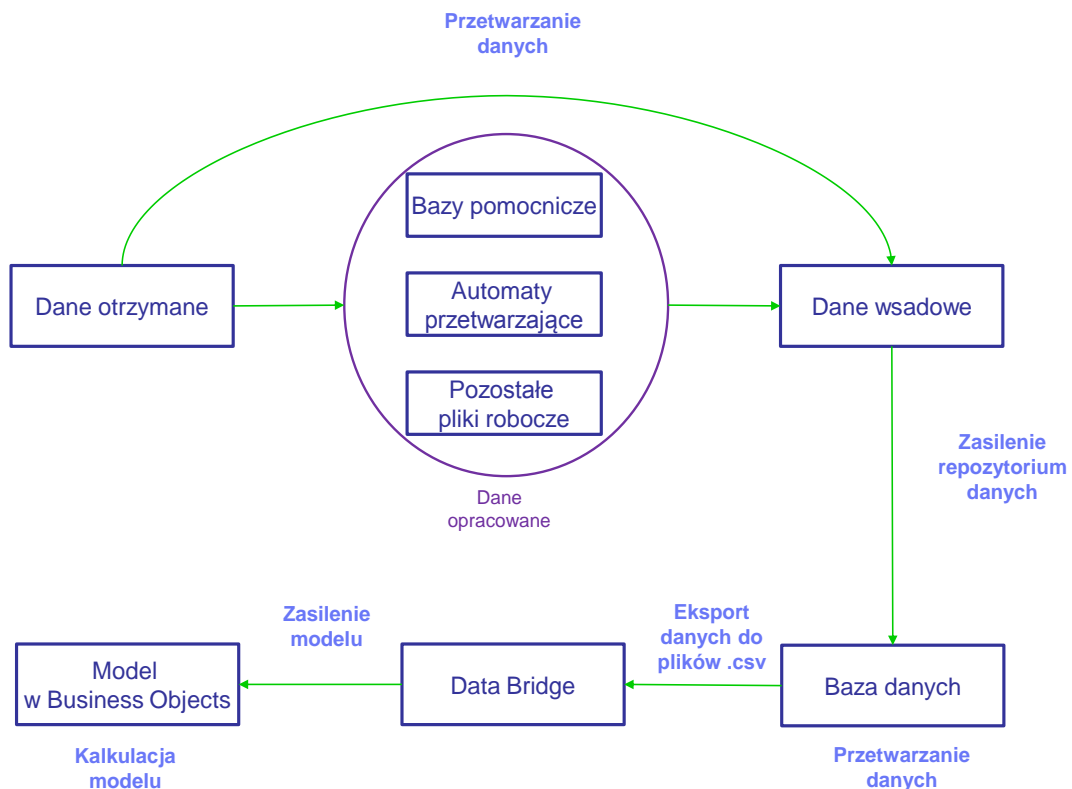 Przetwarzanie
danych
Bazy pomocnicze
Dane otrzymane
Automaty
przetwarzające
Dane wsadowe
Pozostałe
pliki robocze
Dane
opracowane
Zasilenie
repozytorium
danych
Zasilenie
modelu
Eksport
danych do
plików .csv
Model
w Business Objects
Data Bridge
Baza danych
Kalkulacja
modelu
Przetwarzanie
danych